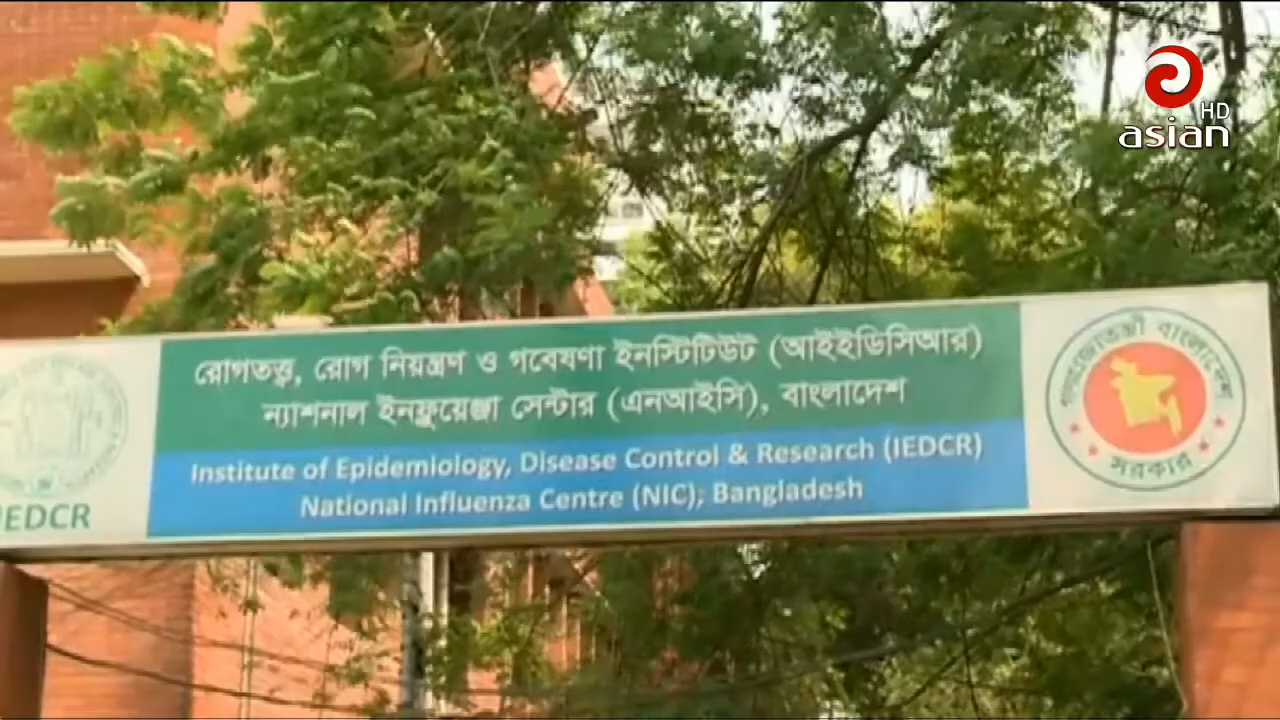 HD
asian
রোগতত্ত্ব, রোগ নিয়ন্ত্রণ ও গবেষণা ইনস্টিটিউট (আইইডিসিআর)
ন্যাশনাল ইনফ্লুয়েঞ্জা সেন্টার (এনআইসি), বাংলাদেশ
Institute of Epidemiology, Disease Control & Research (IEDCR)
National Influenza Centre (NIC), Bangladesh
IEDCR
গণপ্রজাতন্ত্রী বাংলাদেশ
সরকার